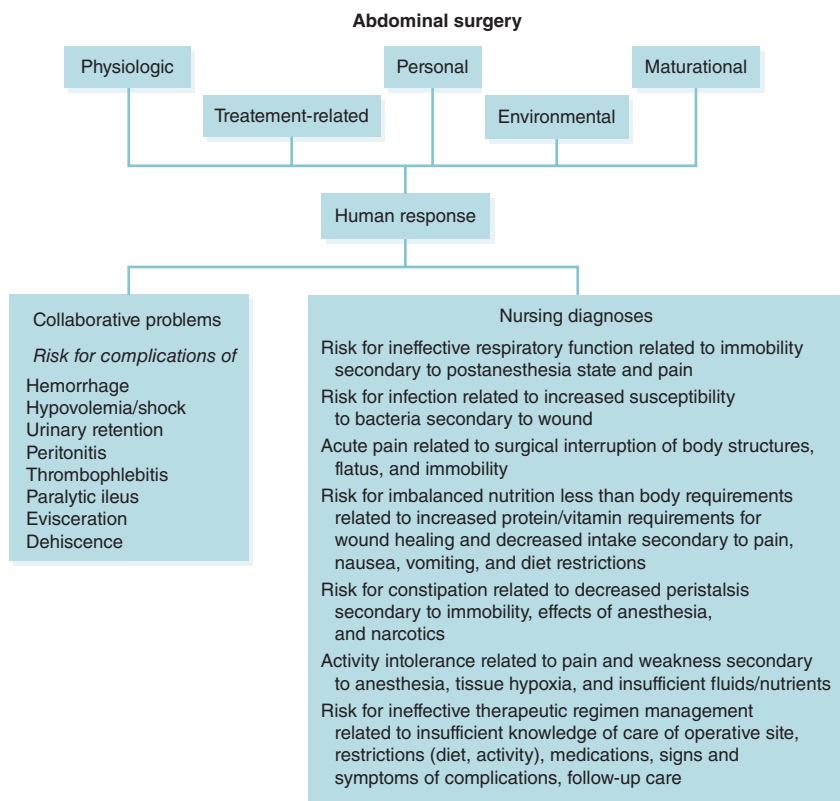 Abdominal surgery
Physiologic
Personal
Maturational
Treatement-related
Environmental
Human response
Collaborative problems
Risk for complications of
Hemorrhage
Hypovolemia/shock
Urinary retention
Peritonitis
Thrombophlebitis
Paralytic ileus
Evisceration
Dehiscence
Nursing diagnoses
Risk for ineffective respiratory function related to immobility
secondary to postanesthesia state and pain
Risk for infection related to increased susceptibility
to bacteria secondary to wound
Acute pain related to surgical interruption of body structures,
flatus, and immobility
Risk for imbalanced nutrition less than body requirements
related to increased protein/vitamin requirements for
wound healing and decreased intake secondary to pain,
nausea, vomiting, and diet restrictions
Risk for constipation related to decreased peristalsis
secondary to immobility, effects of anesthesia,
and narcotics
Activity intolerance related to pain and weakness secondary
to anesthesia, tissue hypoxia, and insufficient fluids/nutrients
Risk for ineffective therapeutic regimen management
related to insufficient knowledge of care of operative site,
restrictions (diet, activity), medications, signs and
symptoms of complications, follow-up care